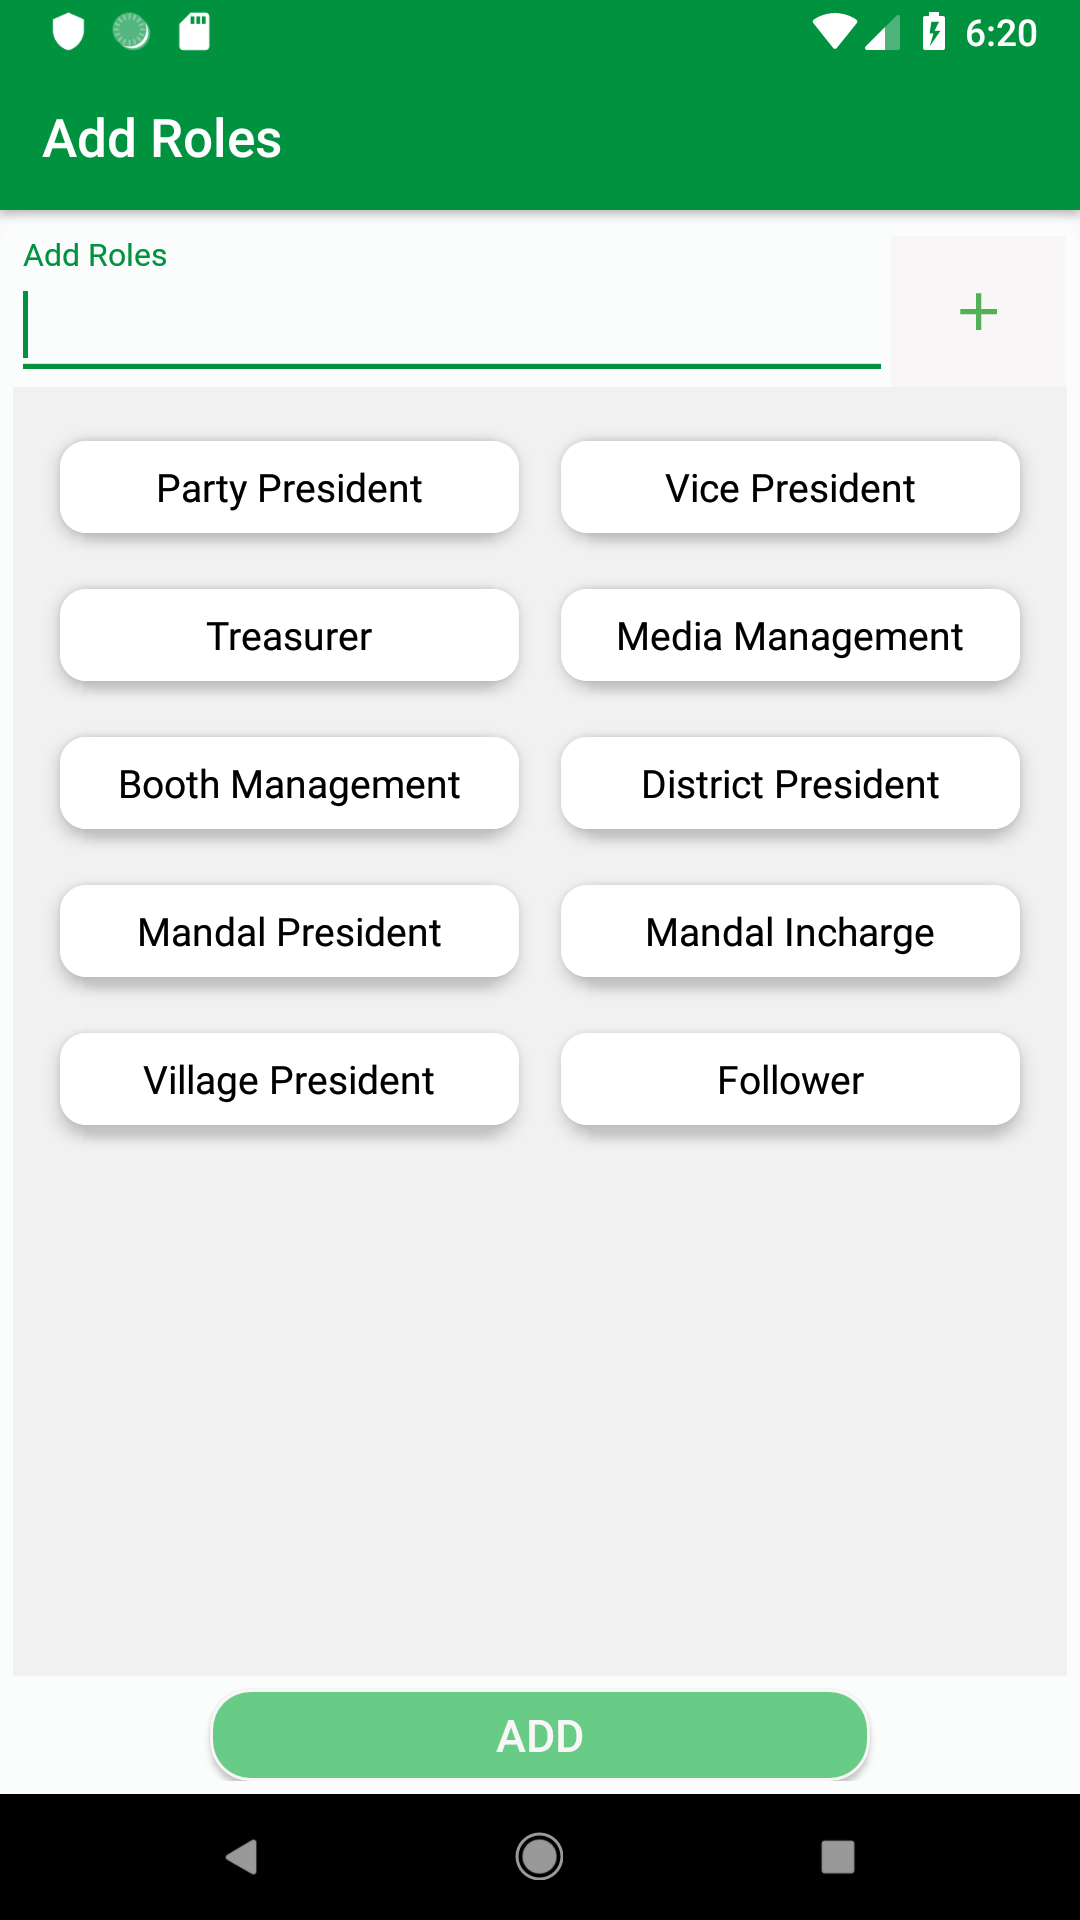 6:20
Add Roles
Add Roles
+
Party President
Vice President
Treasurer
Media Management
Booth Management
District President
Mandal President
Mandal Incharge
Village President
Follower
ADD